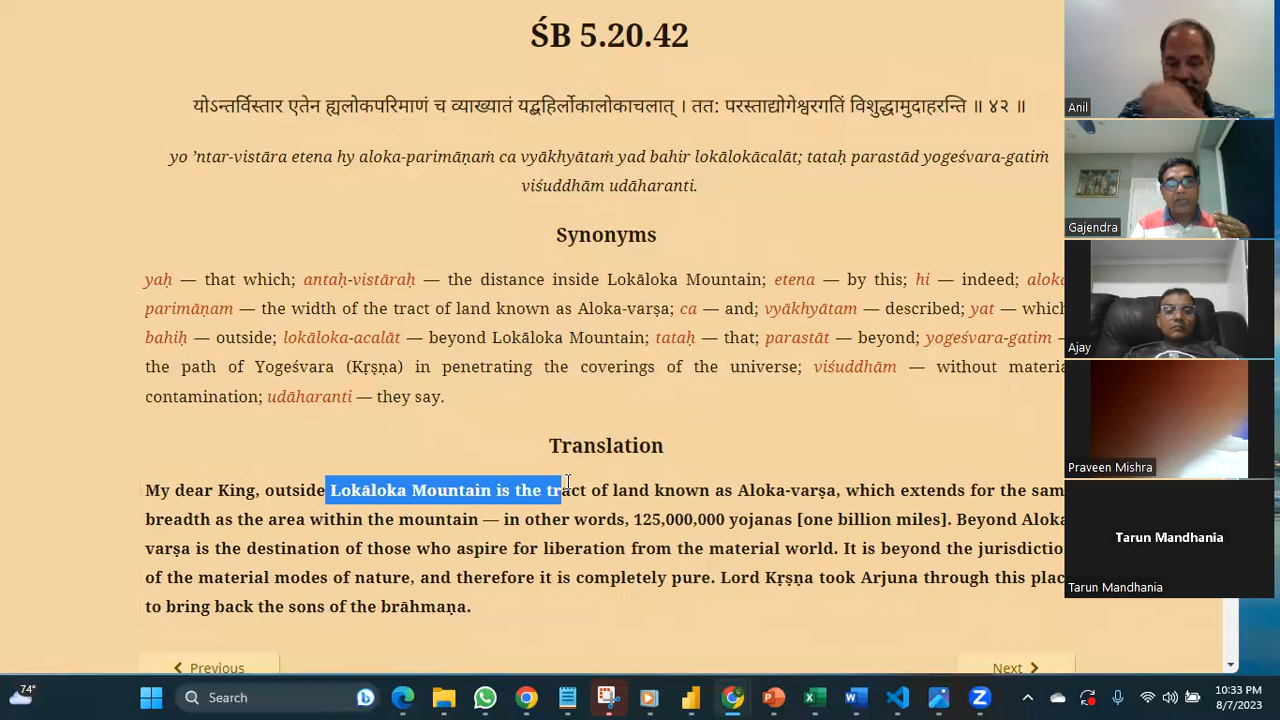 ŚB 5.20.42
योऽन्तर्विस्तार एतेन ह्यलोकपरिमाणं च व्याख्यातं यद्बहिर्लोकालोकाचलात् । तत: परस्ताद्योगेश्वरगतिं विशुद्धामुदाहरन्ति ॥ ४२ ॥
yo ’ntar-vistāra etena hy aloka-parimāṇaṁ ca vyākhyātaṁ yad bahir lokālokācalāt; tataḥ parastād yogeśvara-gatiṁ
viśuddhām udāharanti.
Synonyms
yaḥ — that which; antaḥ-vistāraḥ — the distance inside Lokāloka Mountain; etena — by this; hi — indeed; aloka
parimāṇam — the width of the tract of land known as Aloka-varṣa; ca — and; vyākhyātam — described; yat — which
bahiḥ — outside; lokāloka-acalāt — beyond Lokāloka Mountain; tataḥ — that; parastāt — beyond; yogeśvara-gatim —
the path of Yogeśvara (Kṛṣṇa) in penetrating the coverings of the universe; viśuddhām — without materia
contamination; udāharanti — they say.
Translation
My dear King, outside Lokāloka Mountain is the tract of land known as Aloka-varṣa, which extends for the sam
breadth as the area within the mountain — in other words, 125,000,000 yojanas [one billion miles]. Beyond Aloka
varṣa is the destination of those who aspire for liberation from the material world. It is beyond the jurisdictio
of the material modes of nature, and therefore it is completely pure. Lord Kṛṣṇa took Arjuna through this plac
to bring back the sons of the brāhmaṇa.
Previous
Next
Anil
Gajendra
Ajay
Praveen Mishra
Tarun Mandhania
Tarun Mandhania
74°
Search
10:33 PM
8/7/2023